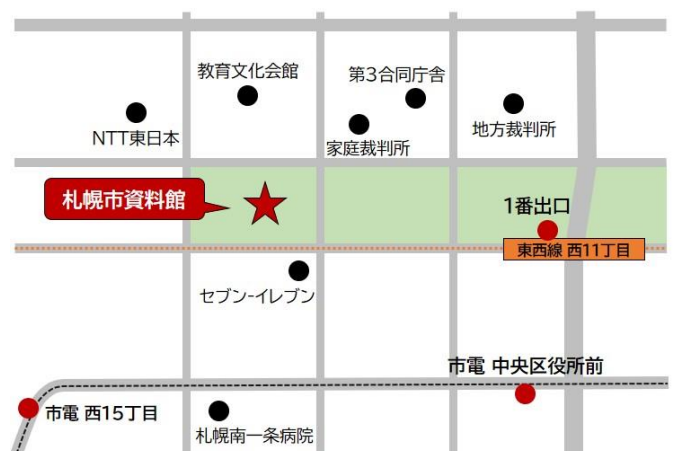 教育文化会館
第3合同庁舎
NTT東日本
家庭裁判所
地方裁判所
札幌市資料館
1番出口
東西線 西11丁目
セブン-イレブン
市電 中央区役所前
市電 西15丁目
札幌南一条病院